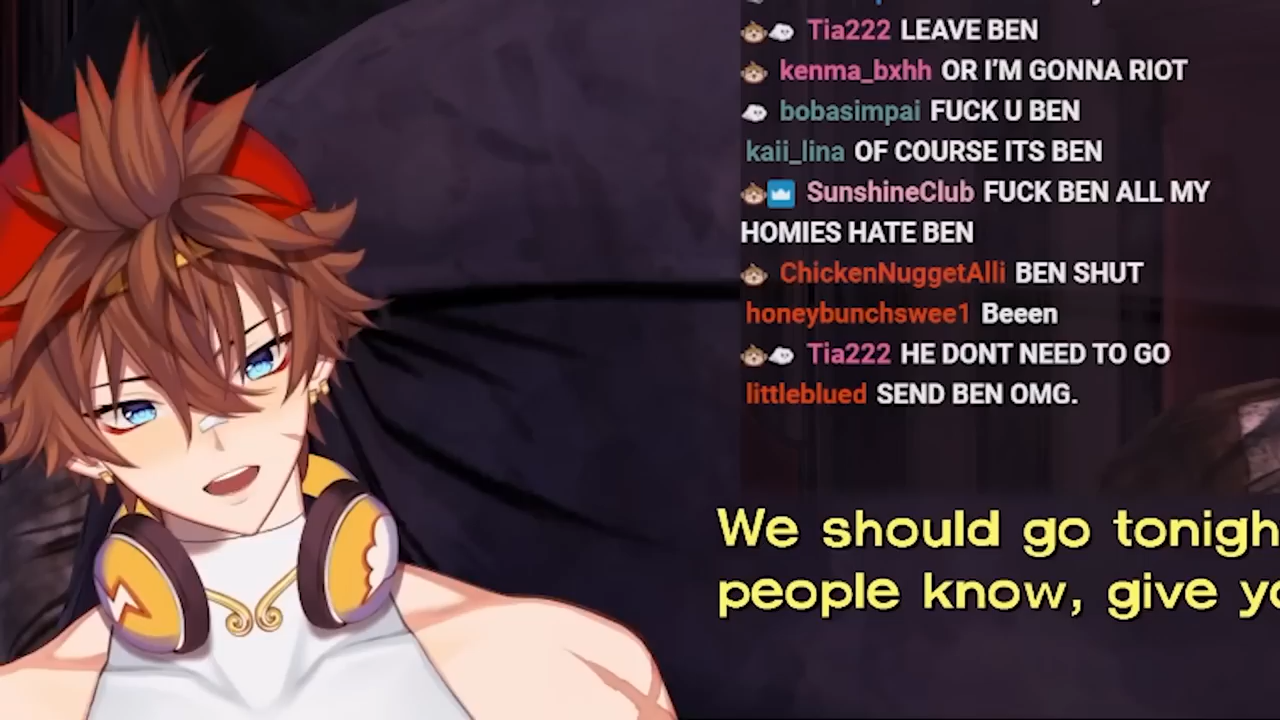 Tia222 LEAVE BEN
kenma_bxhh OR I’M GONNA RIOT
bobasimpai FUCK U BEN
kaii_lina OF COURSE ITS BEN
SunshineClub FUCK BEN ALL MY
HOMIES HATE BEN
ChickenNuggetAlli BEN SHUT
honeybunchswee1 Beeen
Tia222 HE DONT NEED TO GO
littleblued SEND BEN OMG.
We should go tonigh
people know, give yo